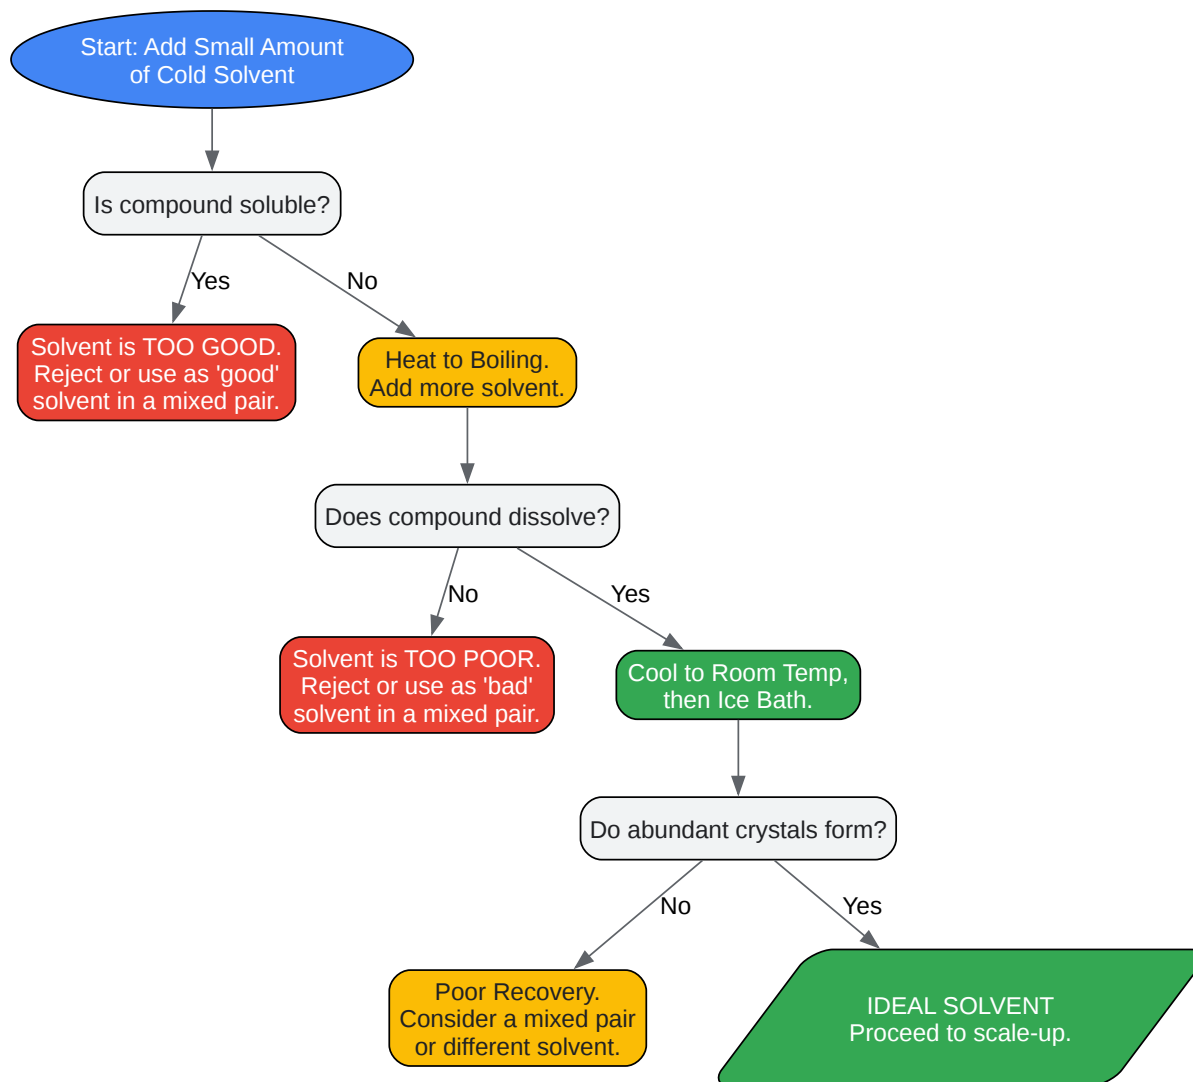 Start: Add Small Amount
of Cold Solvent
Is compound soluble?
Yes
No
Solvent is TOO GOOD.
Reject or use as 'good'
solvent in a mixed pair.
Heat to Boiling.
Add more solvent.
Does compound dissolve?
No
Yes
Solvent is TOO POOR.
Reject or use as 'bad'
solvent in a mixed pair.
Cool to Room Temp,
then Ice Bath.
Do abundant crystals form?
No
Yes
Poor Recovery.
Consider a mixed pair
or different solvent.
IDEAL SOLVENT
Proceed to scale-up.